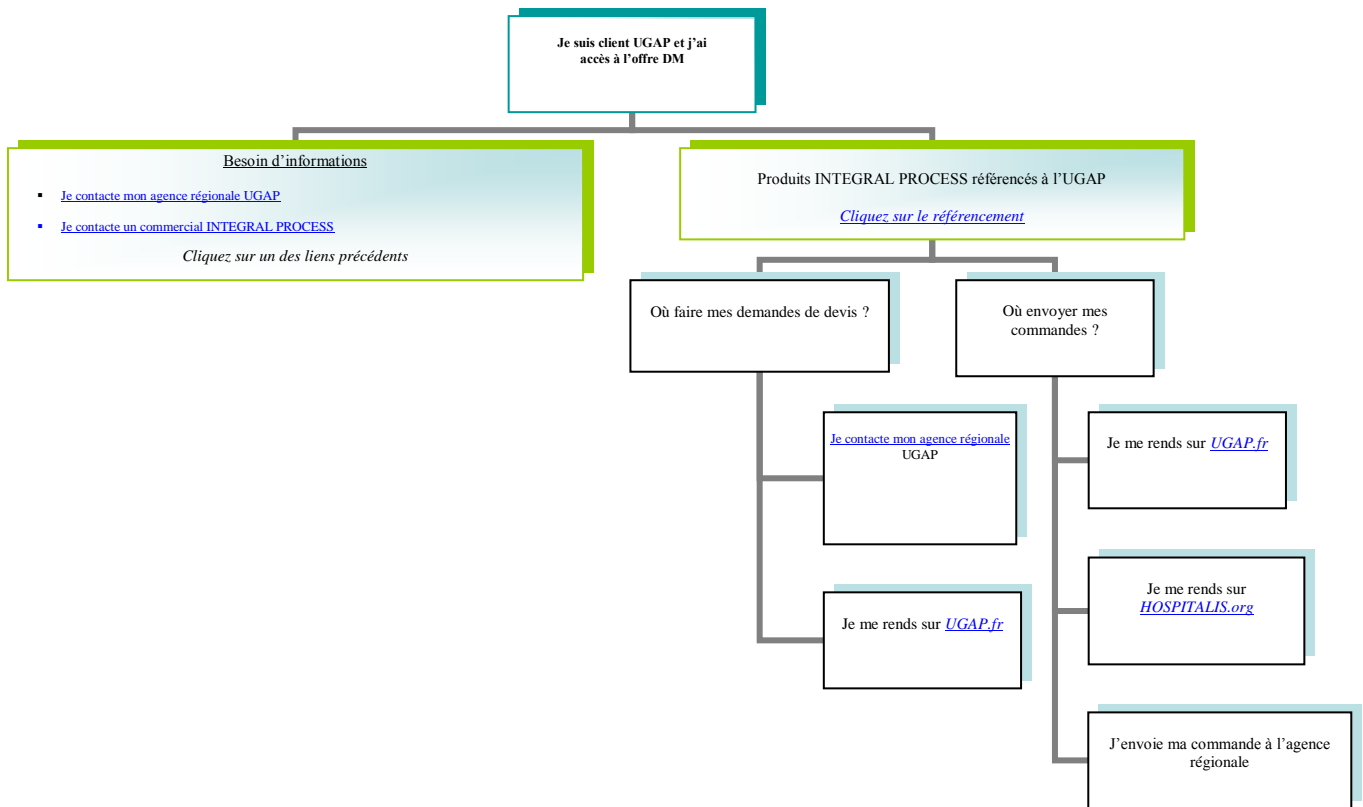 Je suis client UGAP et j’ai
accès à l’offre DM
Besoin d’informations
▪ Je contacte mon agence régionale UGAP
▪ Je contacte un commercial INTEGRAL PROCESS
Cliquez sur un des liens précédents
Produits INTEGRAL PROCESS référencés à l’UGAP
Cliquez sur le référencement
Où faire mes demandes de devis ?
Où envoyer mes
commandes ?
Je contacte mon agence régionale
UGAP
Je me rends sur UGAP.fr
Je me rends sur UGAP.fr
Je me rends sur
HOSPITALIS.org
J’envoie ma commande à l’agence
régionale